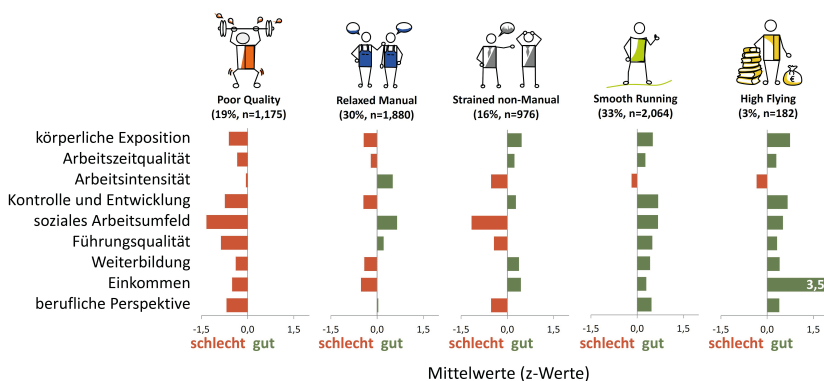 Poor Quality
(19%, n=1,175)
Relaxed Manual
(30%, n=1,880)
Strained non-Manual
(16%, n=976)
Smooth Running
(33%, n=2,064)
High Flying
(3%, n=182)
€
körperliche Exposition
Arbeitszeitqualität
Arbeitsintensität
Kontrolle und Entwicklung
soziales Arbeitsumfeld
Führungsqualität
Weiterbildung
Einkommen
3,5
berufliche Perspektive
-1,5 0,0 1,5 -1,5 0,0 1,5 -1,5 0,0 1,5 -1,5 0,0 1,5 -1,5 0,0 1,5
schlecht gut schlecht gut schlecht gut schlecht gut schlecht gut
Mittelwerte (z-Werte)